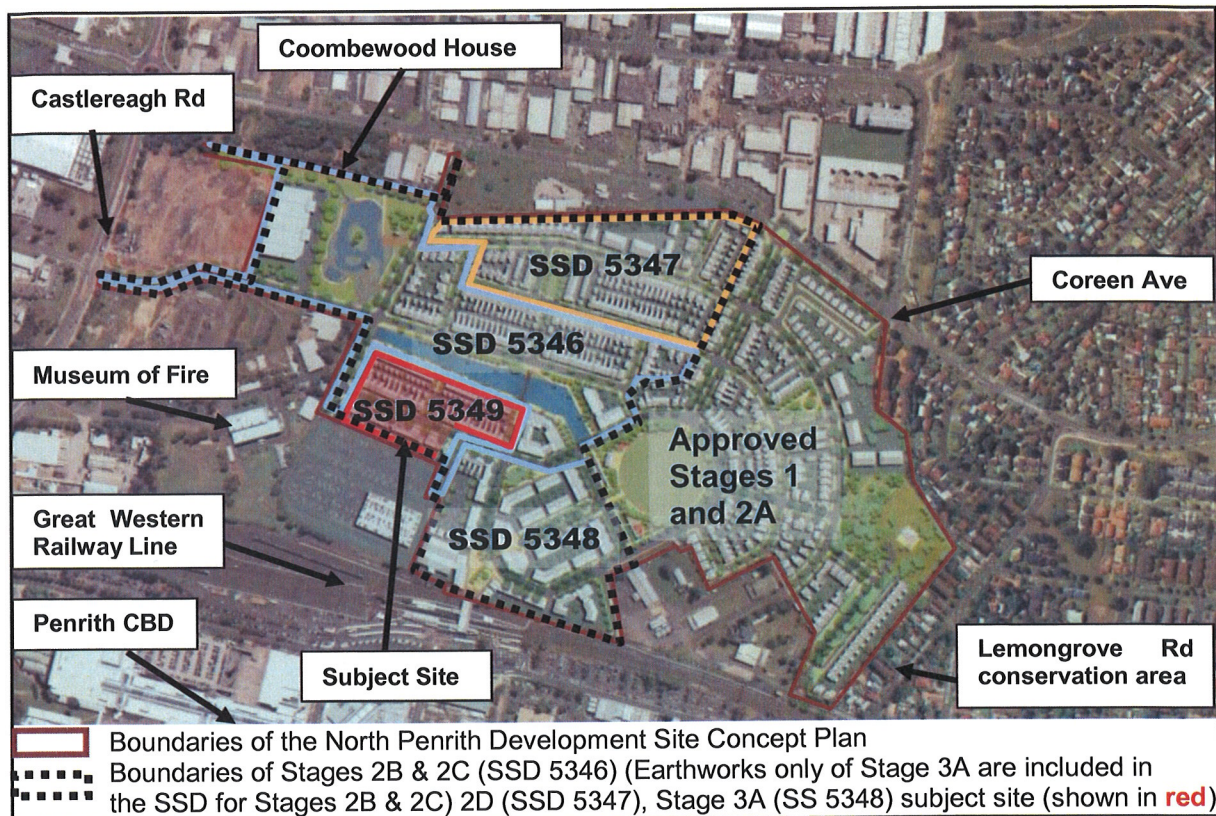 Coombewood House
Castlereagh Rd
SSD 5347
Coreen Ave
SSD 5346
Museum of Fire
SSD 5349
Approved
Stages 1
and 2A
Great Western
Railway Line
SSD 5348
Penrith CBD
Subject Site
Lemongrove Rd
conservation area
Boundaries of the North Penrith Development Site Concept Plan
Boundaries of Stages 2B & 2C (SSD 5346) (Earthworks only of Stage 3A are included in
the SSD for Stages 2B & 2C) 2D (SSD 5347), Stage 3A (SS 5348) subject site (shown in red)